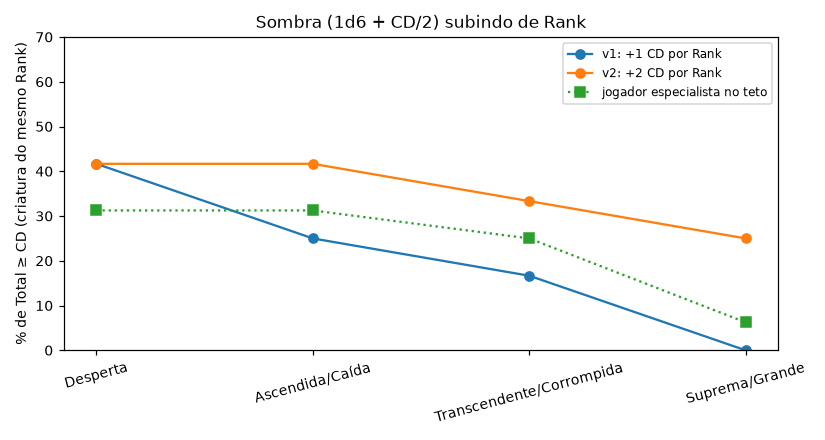 Sombra (1d6 + CD/2) subindo de Rank
% de Total ≥ CD (criatura do mesmo Rank)
70
60
50
40
30
20
10
0
v1: +1 CD por Rank
v2: +2 CD por Rank
jogador especialista no teto
Desperta
Ascendida/Caída
Transcendente/Corrompida
Suprema/Grande